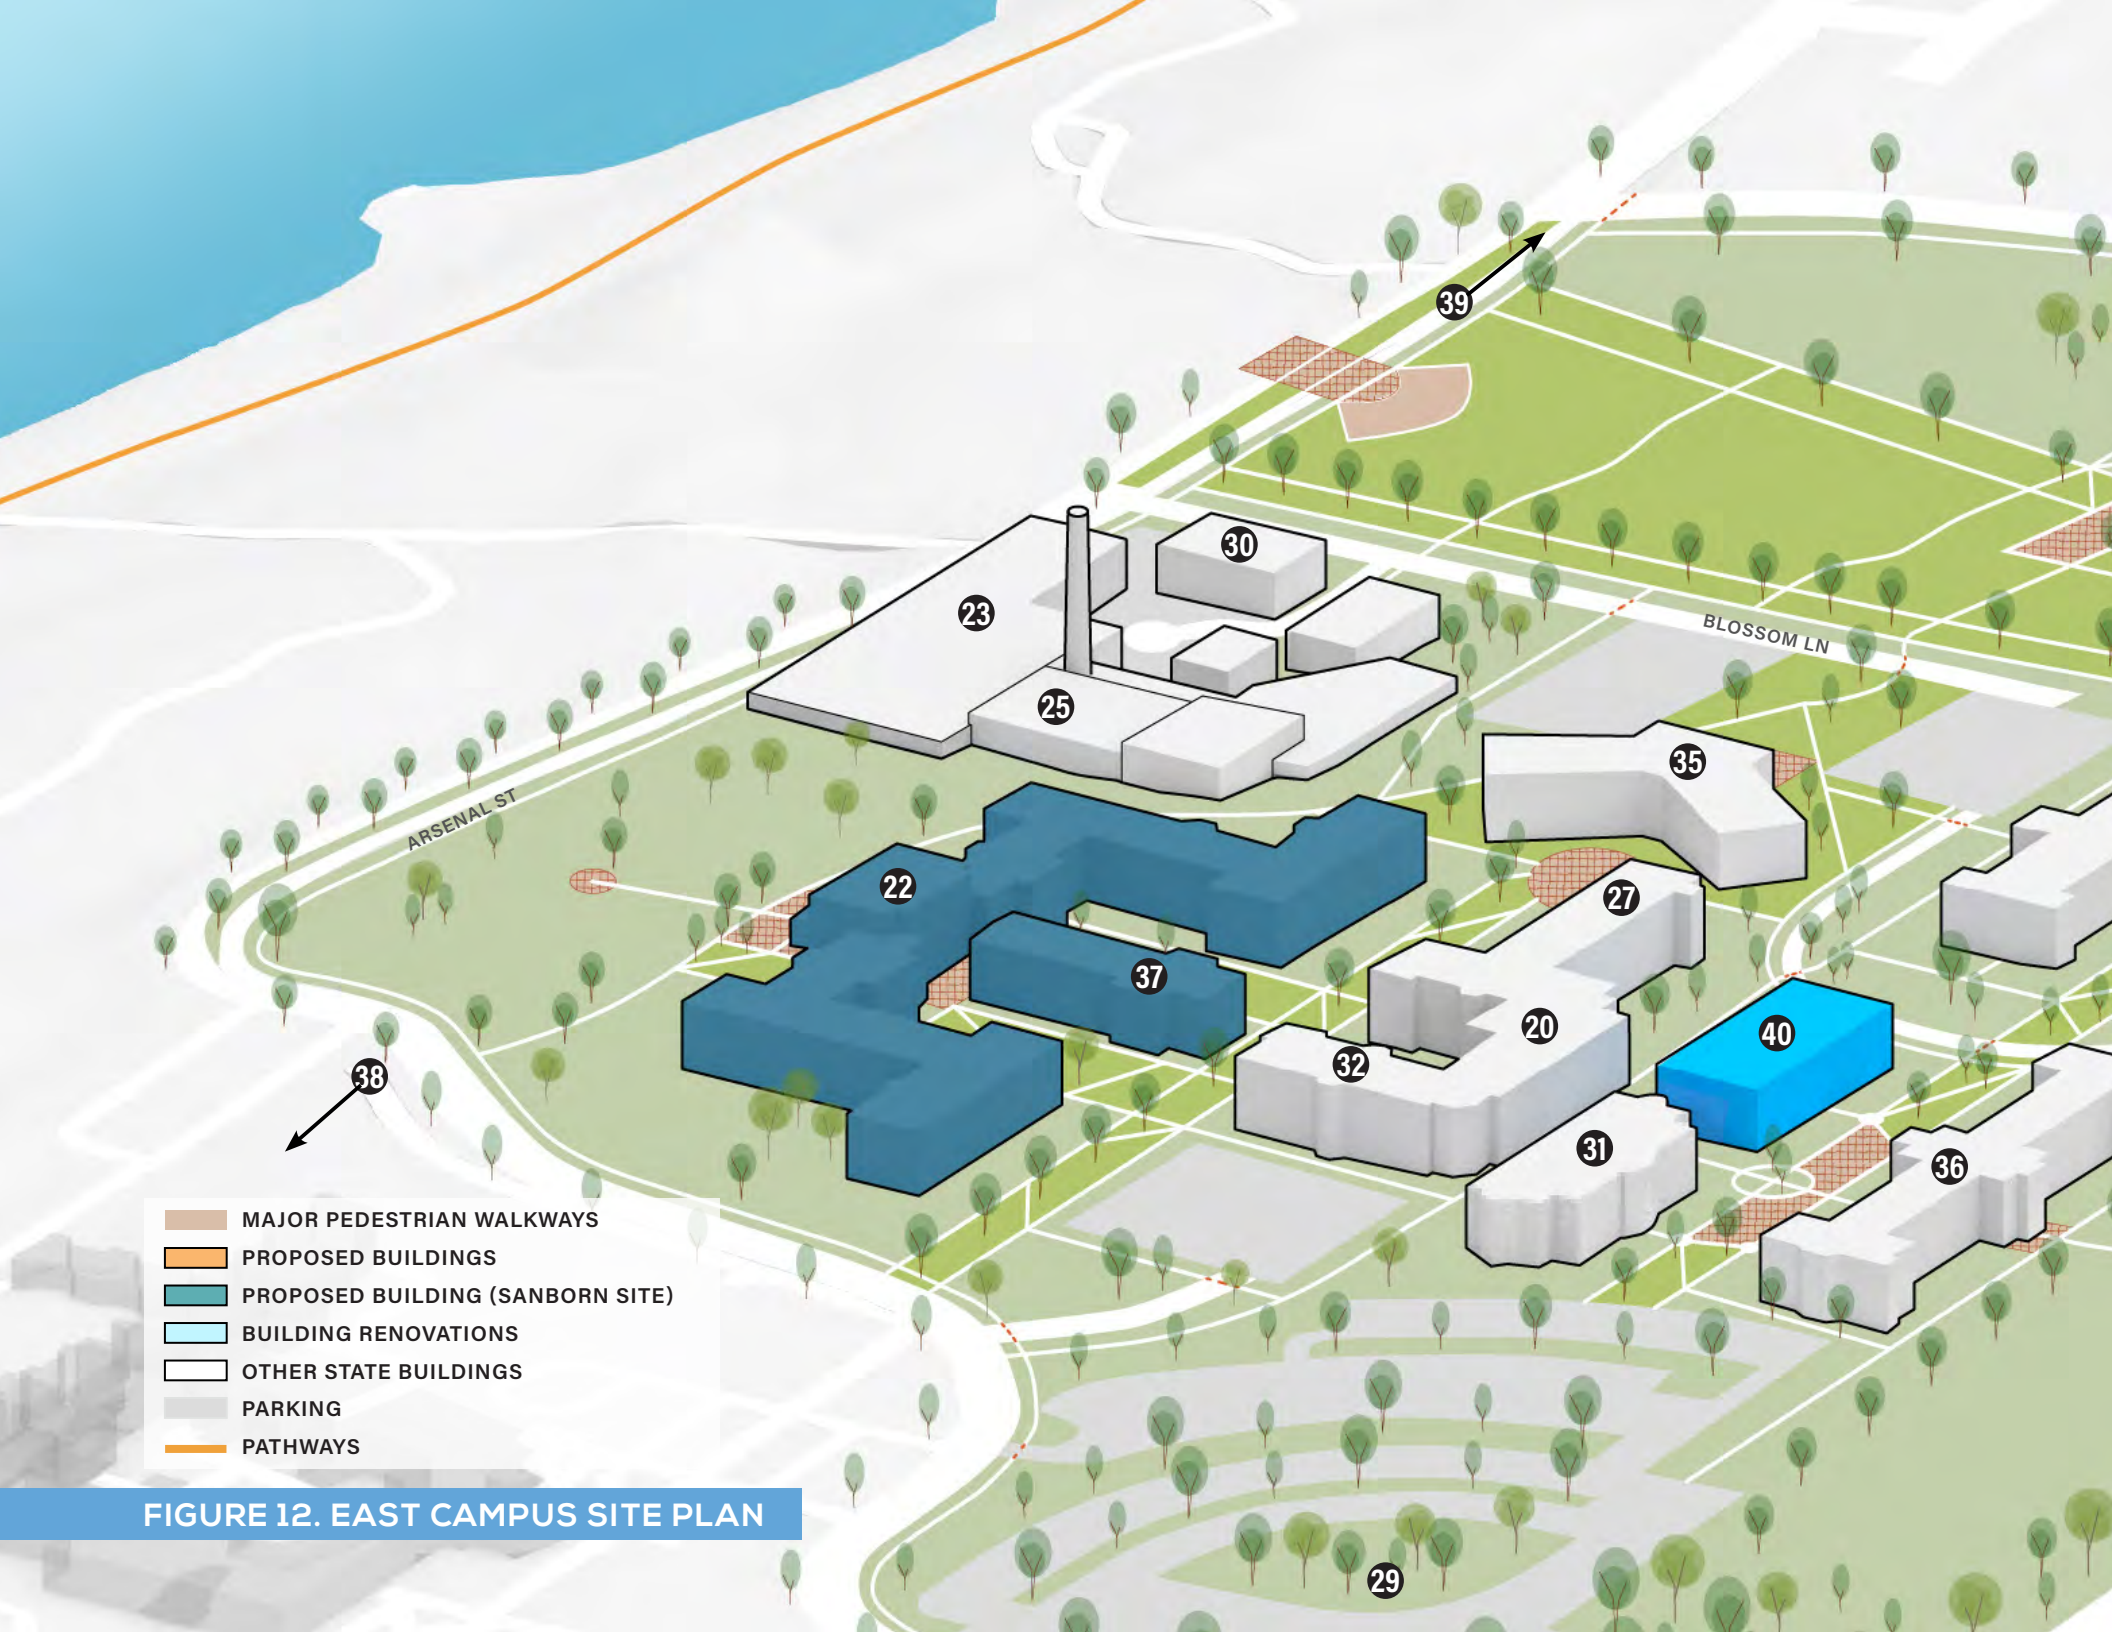 39
30
23
BLOSSOM LN
25
35
ARSENAL ST
22
27
37
20
40
32
38
31
36
MAJOR PEDESTRIAN WALKWAYS
PROPOSED BUILDINGS
PROPOSED BUILDING (SANBORN SITE)
BUILDING RENOVATIONS
OTHER STATE BUILDINGS
PARKING
PATHWAYS
FIGURE 12. EAST CAMPUS SITE PLAN
29